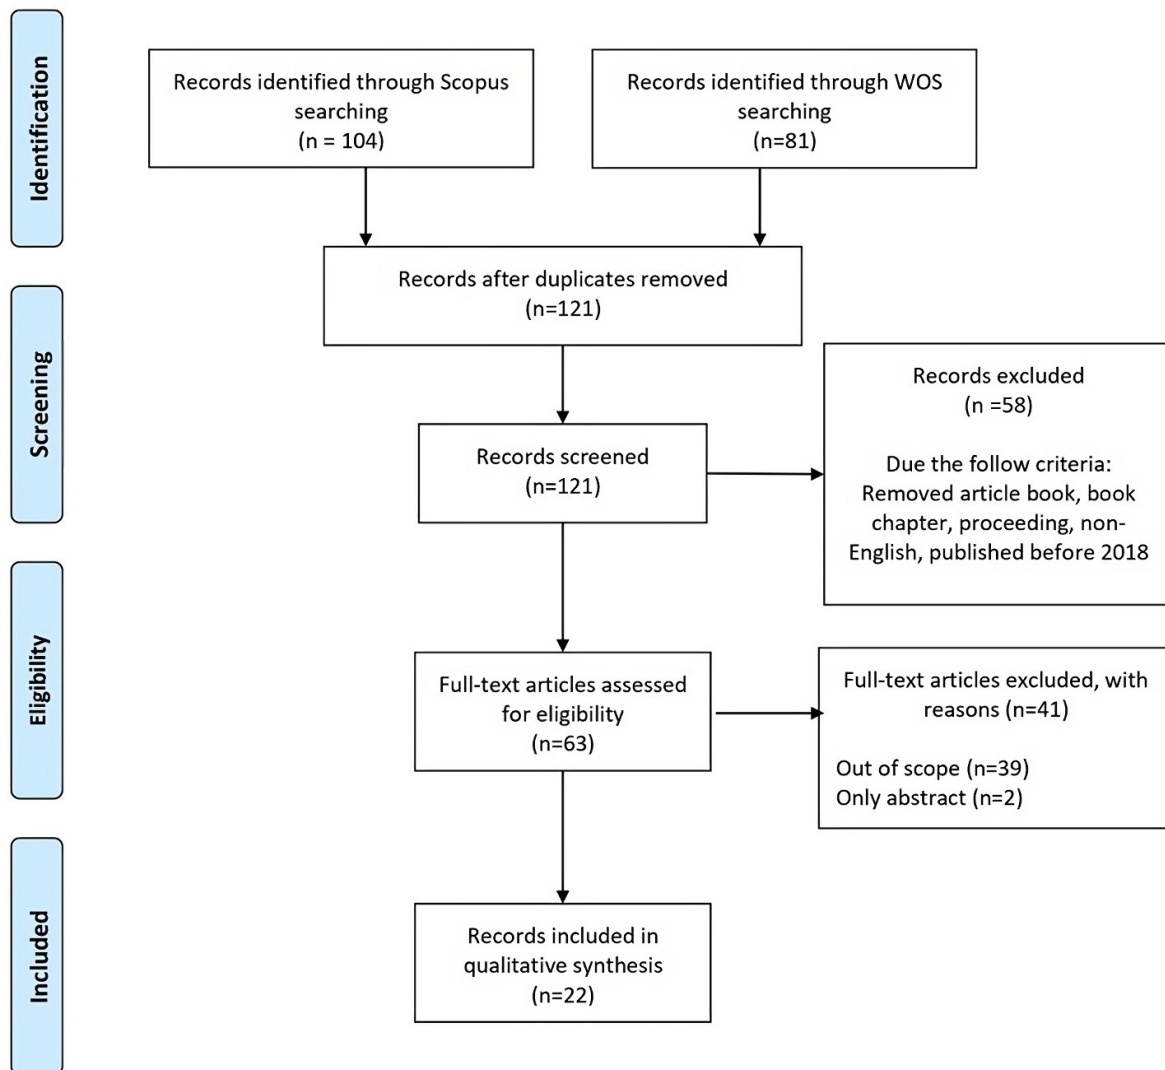 Identification
Records identified through Scopus
searching
(n = 104)
Records identified through WOS
searching
(n=81)
Records after duplicates removed
(n=121)
Screening
Records screened
(n=121)
Records excluded
(n =58)
Due the follow criteria:
Removed article book, book
chapter, proceeding, non-
English, published before 2018
Eligibility
Full-text articles assessed
for eligibility
(n=63)
Full-text articles excluded, with
reasons (n=41)
Out of scope (n=39)
Only abstract (n=2)
Included
Records included in
qualitative synthesis
(n=22)